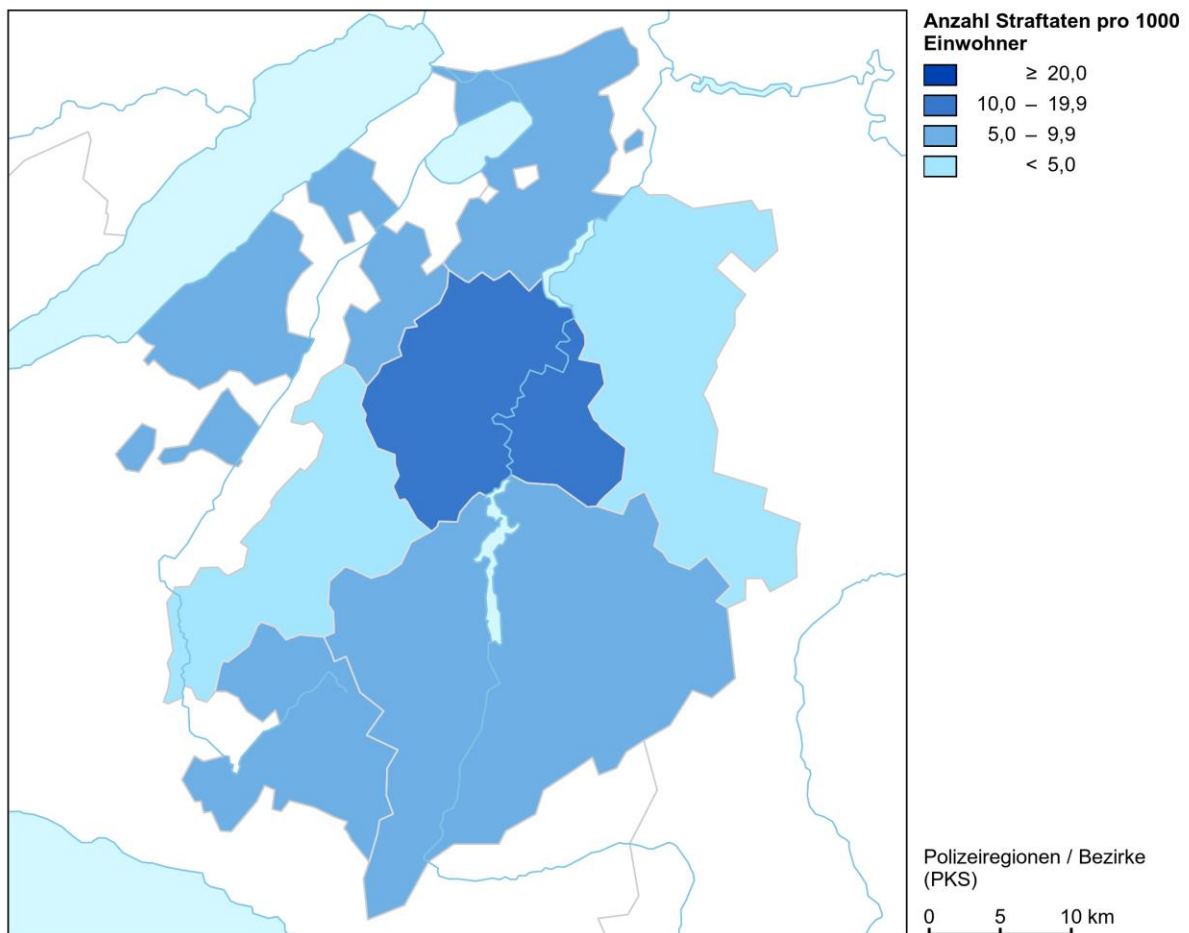 Anzahl Straftaten pro 1000
Einwohner
≥ 20,0
10,0 – 19,9
5,0 – 9,9
< 5,0
Polizeiregionen / Bezirke
(PKS)
0 5 10 km